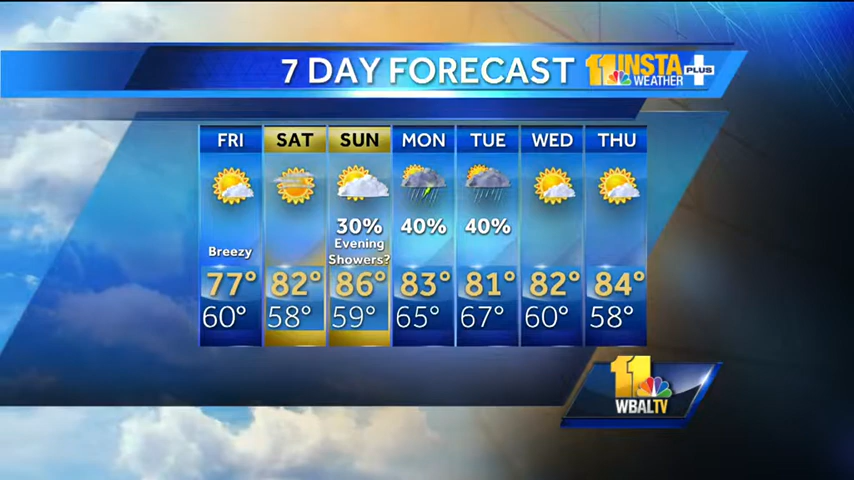 7 DAY FORECAST
11 INSTA
WEATHER
PLUS
FRI SAT SUN MON TUE WED THU
30% 40% 40%
Breezy
Evening
Showers?
77° 82° 86° 83° 81° 82° 84°
60° 58° 59° 65° 67° 60° 58°
11
WBALTV